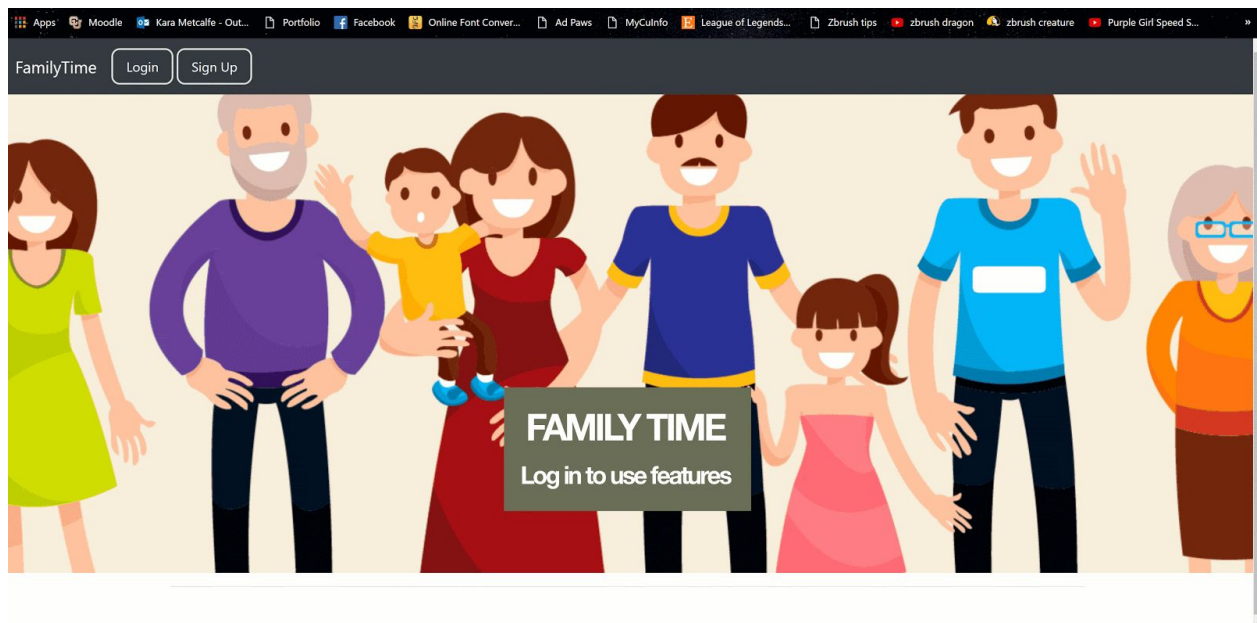 Apps Moodle Kara Metcalfe - Out... Portfolio Facebook Online Font Conver... Ad Paws MyCuInfo League of Legends... Zbrush tips zbrush dragon zbrush creature Purple Girl Speed S... »
FamilyTime Login Sign Up
FAMILY TIME
Log in to use features